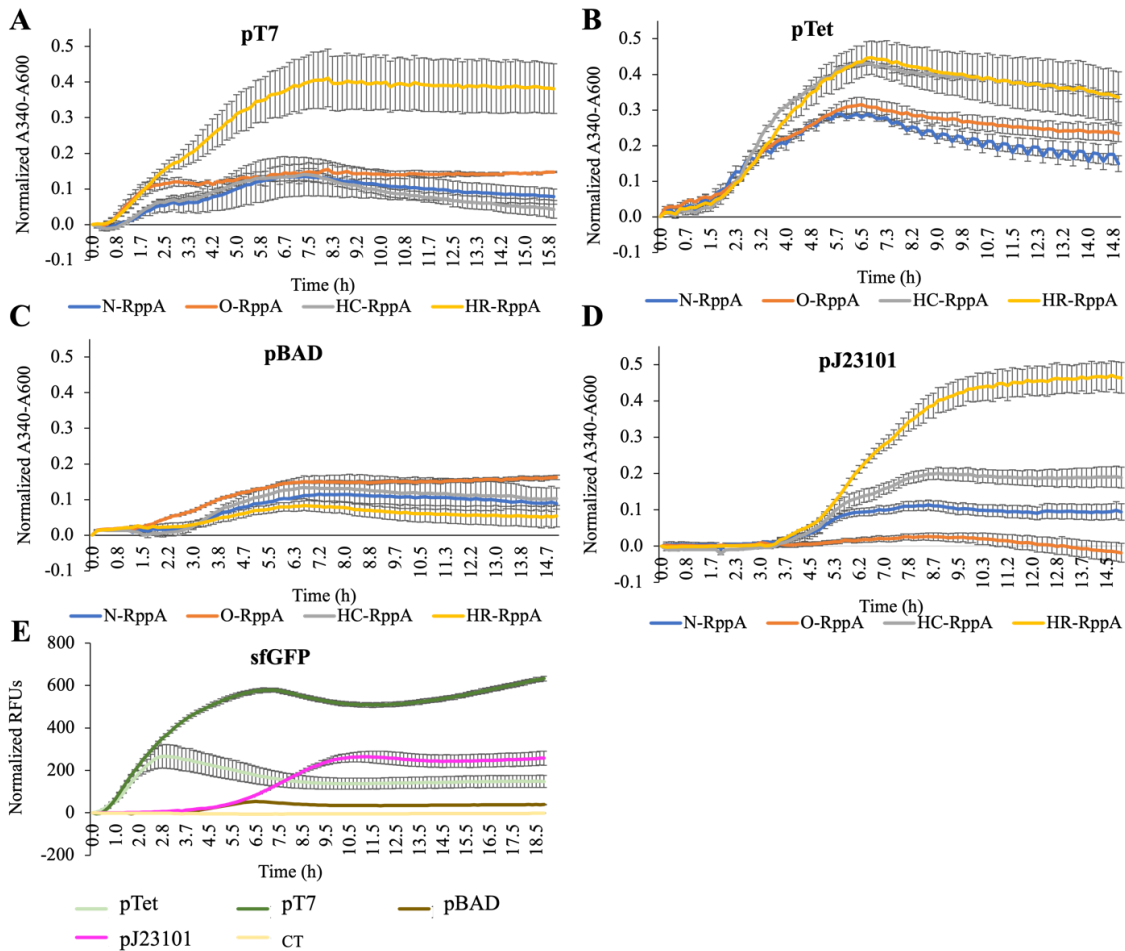 A
pT7
Normalized A340-A600
0.5
0.4
0.3
0.2
0.1
0.0
-0.1
0.0 0.8 1.7 2.5 3.3 4.2 5.0 5.8 6.7 7.5 8.3 9.2 10.0 10.8 11.7 12.5 13.3 14.2 15.0 15.8
Time (h)
N-RppA O-RppA HC-RppA HR-RppA
B
pTet
Normalized A340-A600
0.5
0.4
0.3
0.2
0.1
0.0
-0.1
0.0 0.7 1.5 2.3 3.2 4.0 4.8 5.7 6.5 7.3 8.2 9.0 9.8 10.7 11.5 12.3 13.2 14.0 14.8
Time (h)
N-RppA O-RppA HC-RppA HR-RppA
C
pBAD
Normalized A340-A600
0.5
0.4
0.3
0.2
0.1
0.0
-0.1
0.0 0.8 1.5 2.2 3.0 3.8 4.7 5.5 6.3 7.2 8.0 8.8 9.7 10.5 11.3 12.2 13.0 13.8 14.7
Time (h)
N-RppA O-RppA HC-RppA HR-RppA
D
pJ23101
Normalized A340-A600
0.5
0.4
0.3
0.2
0.1
0.0
-0.1
0.0 0.8 1.5 2.2 3.0 3.7 4.5 5.3 6.2 7.0 7.8 8.7 9.5 10.3 11.2 12.0 12.8 13.7 14.5
Time (h)
N-RppA O-RppA HC-RppA HR-RppA
E
sfGFP
Normalized RFUs
800
600
400
200
0
-200
0.0 1.0 2.0 2.8 3.7 4.5 5.5 6.5 7.5 8.5 9.5 10.5 11.5 12.5 13.5 14.5 15.5 16.5 17.5 18.5
Time (h)
pTet pT7 pBAD
pJ23101 CT